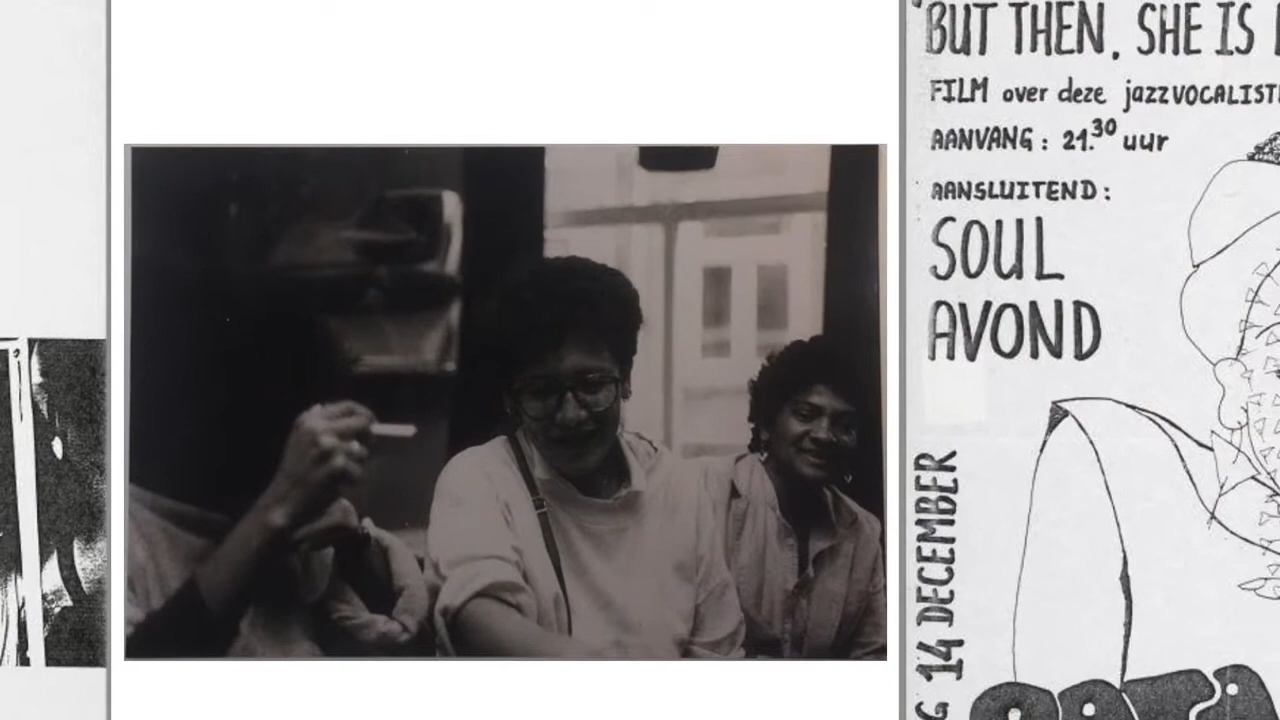 BUT THEN, SHE IS
FILM over deze jazzVOCALIST
AANVANG: 21.30 uur
AANSLUITEND:
SOUL
AVOND
14 DECEMBER